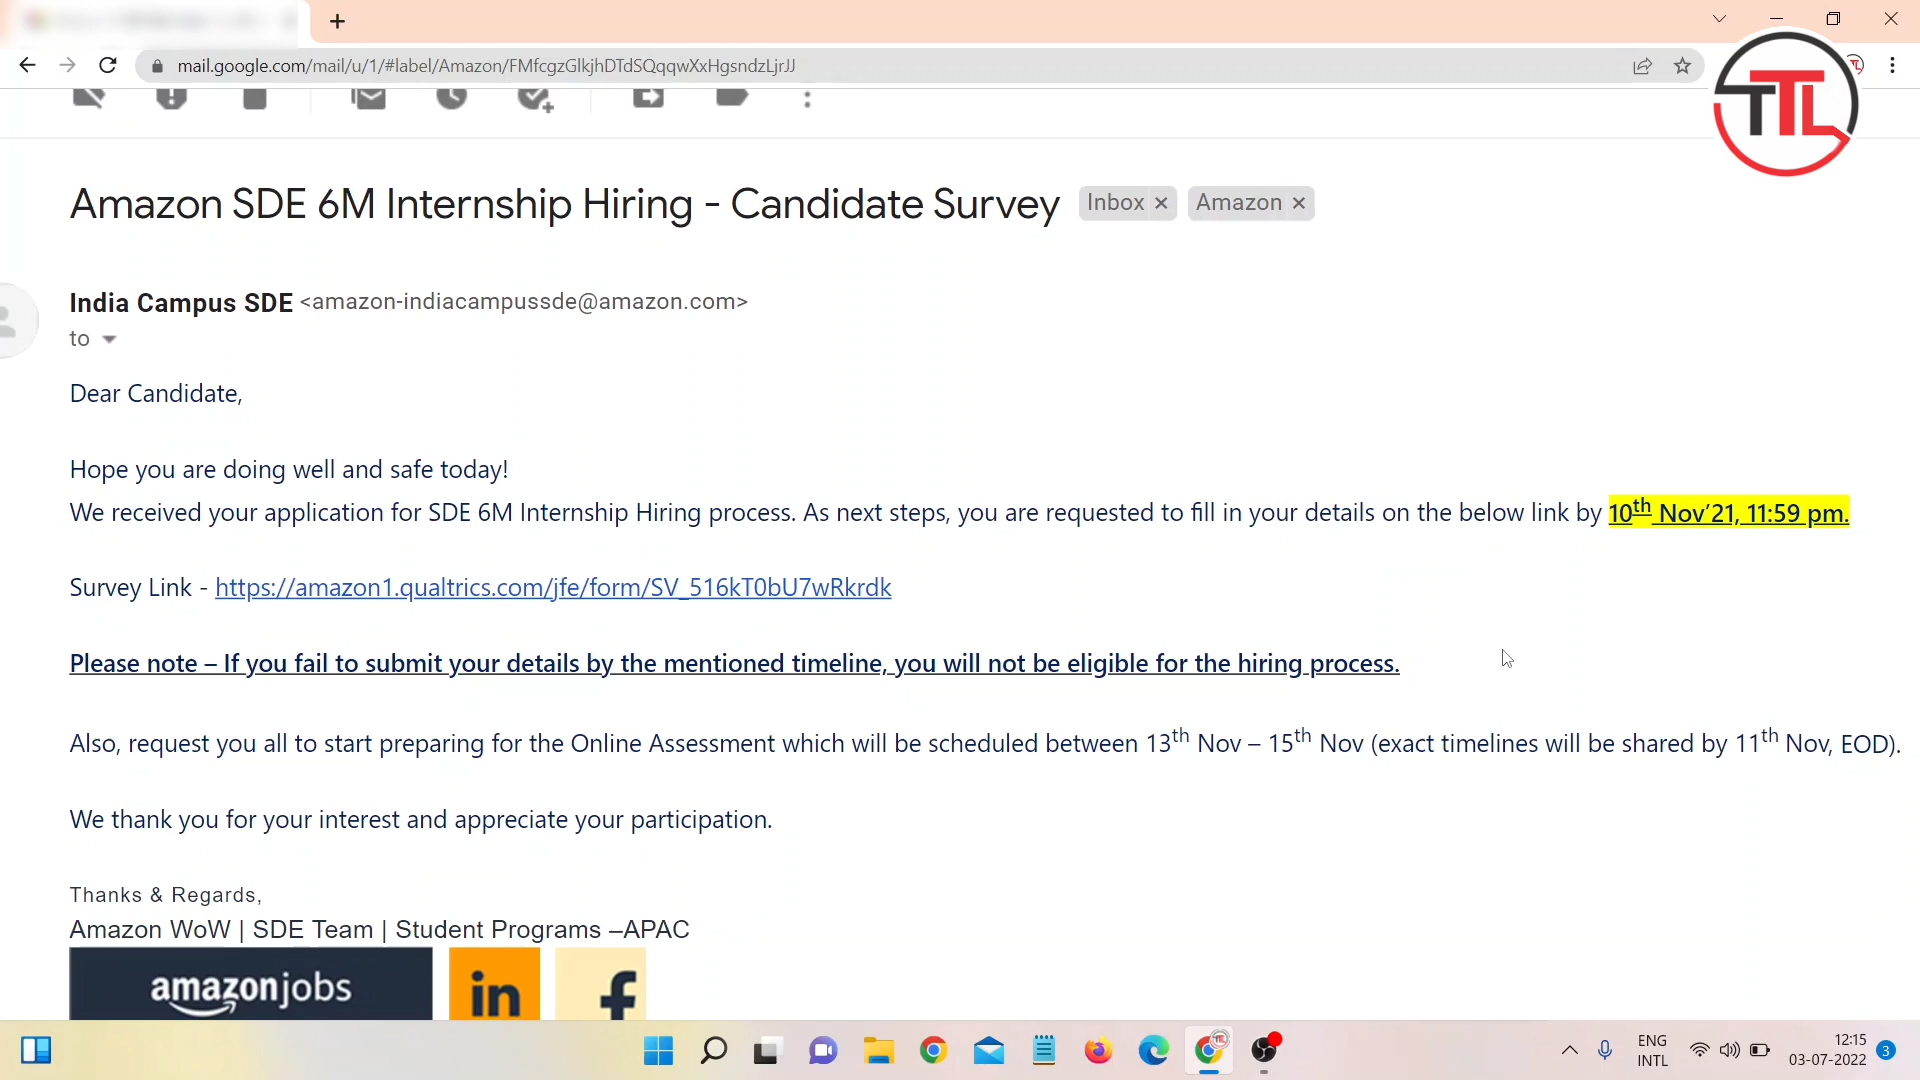 mail.google.com/mail/u/1/#label/Amazon/FMfcgzGlkjhDTdSQqqwXxHgsndzLjrJJ
TTL
Amazon SDE 6M Internship Hiring - Candidate Survey Inbox × Amazon ×
India Campus SDE <amazon-indiacampussde@amazon.com>
to
Dear Candidate,
Hope you are doing well and safe today!
We received your application for SDE 6M Internship Hiring process. As next steps, you are requested to fill in your details on the below link by 10th Nov’21, 11:59 pm.
Survey Link - https://amazon1.qualtrics.com/jfe/form/SV_516kT0bU7wRkrdk
Please note – If you fail to submit your details by the mentioned timeline, you will not be eligible for the hiring process.
Also, request you all to start preparing for the Online Assessment which will be scheduled between 13th Nov – 15th Nov (exact timelines will be shared by 11th Nov, EOD).
We thank you for your interest and appreciate your participation.
Thanks & Regards,
Amazon WoW | SDE Team | Student Programs –APAC
amazonjobs in f
ENG 12:15
INTL 03-07-2022 3